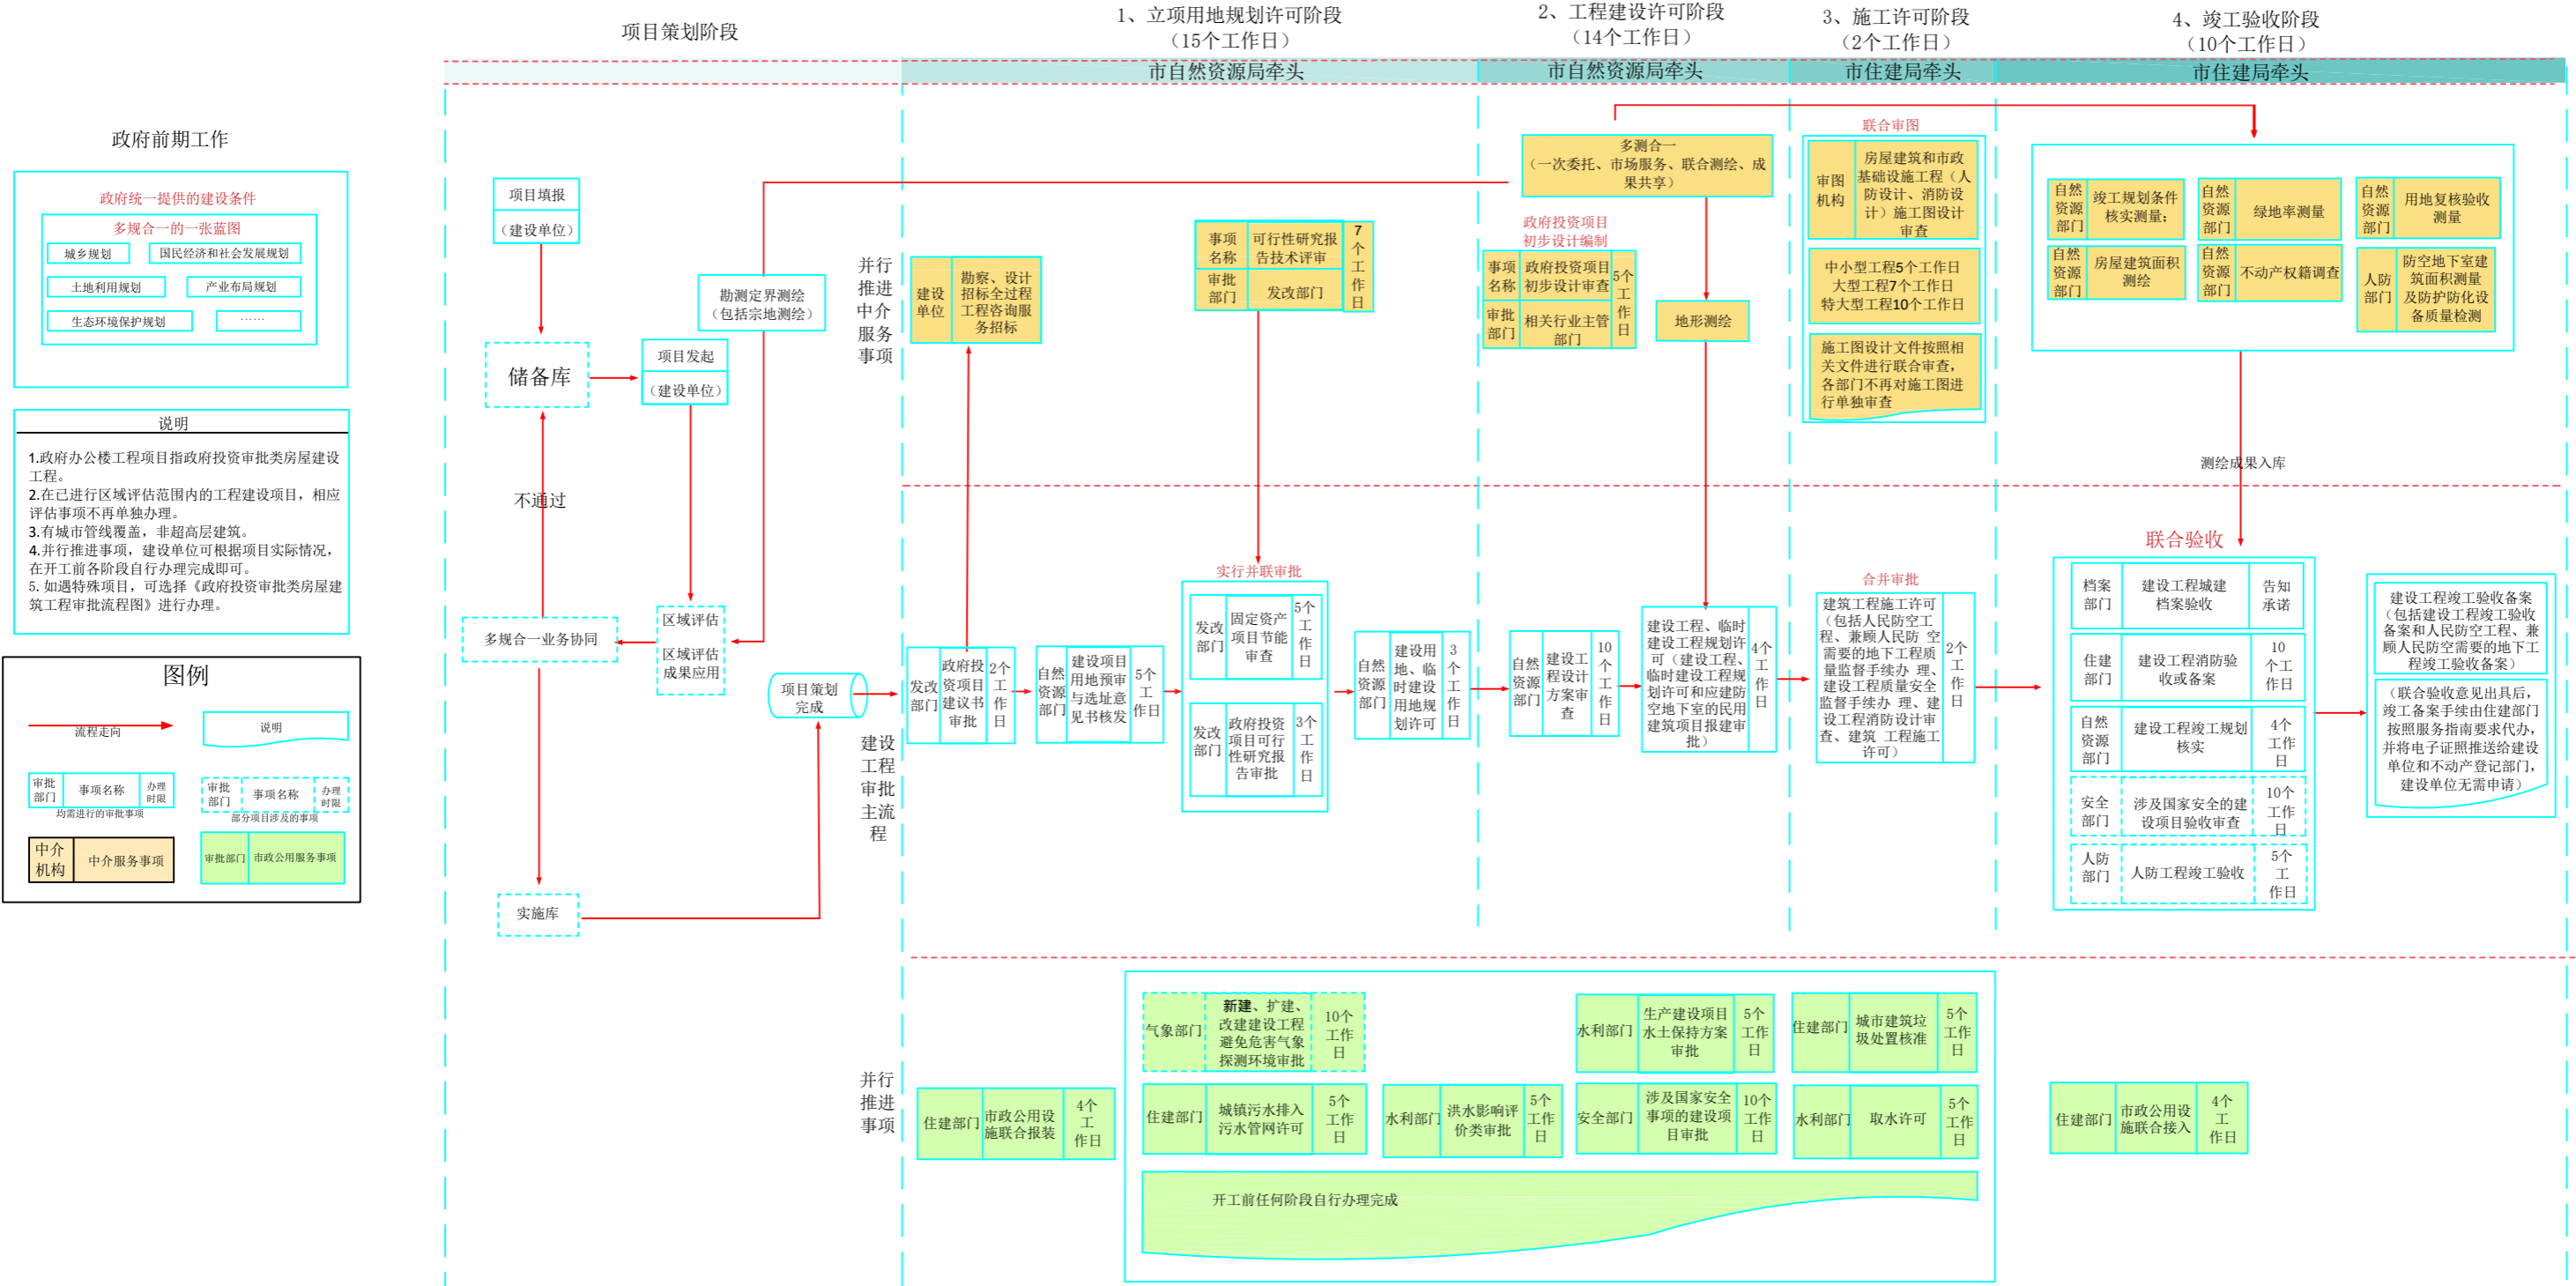 项目策划阶段
1、立项用地规划许可阶段
（15个工作日）
2、工程建设许可阶段
（14个工作日）
3、施工许可阶段
（2个工作日）
4、竣工验收阶段
（10个工作日）
市自然资源局牵头
市自然资源局牵头
市住建局牵头
市住建局牵头
政府前期工作
政府统一提供的建设条件
多规合一的一张蓝图
城乡规划
国民经济和社会发展规划
土地利用规划
产业布局规划
生态环境保护规划
……
说明
1.政府办公楼工程项目指政府投资审批类房屋建设
工程。
2.在已进行区域评估范围内的工程建设项目，相应
评估事项不再单独办理。
3.有城市管线覆盖，非超高层建筑。
4.并行推进事项，建设单位可根据项目实际情况，
在开工前各阶段自行办理完成即可。
5. 如遇特殊项目，可选择《政府投资审批类房屋建
筑工程审批流程图》进行办理。
图例
流程走向
说明
审批
部门
事项名称
办理
时限
均需进行的审批事项
审批
部门
事项名称
办理
时限
部分项目涉及的事项
中介
机构
中介服务事项
审批部门
市政公用服务事项
项目填报
（建设单位）
储备库
项目发起
（建设单位）
勘测定界测绘
（包括宗地测绘）
不通过
多规合一业务协同
区域评估
区域评估
成果应用
项目策划
完成
实施库
并行
推进
中介
服务
事项
建设
单位
勘察、设计
招标全过程
工程咨询服
务招标
事项
名称
可行性研究报
告技术评审
审批
部门
发改部门
7
个
工
作
日
多测合一
（一次委托、市场服务、联合测绘、成
果共享）
政府投资项目
初步设计编制
事项
名称
政府投资项目
初步设计审查
审批
部门
相关行业主管
部门
5个
工
作
日
地形测绘
联合审图
审图
机构
房屋建筑和市政
基础设施工程（人
防设计、消防设
计）施工图设计
审查
中小型工程5个工作日
大型工程7个工作日
特大型工程10个工作日
施工图设计文件按照相
关文件进行联合审查，
各部门不再对施工图进
行单独审查
自然
资源
部门
竣工规划条件
核实测量；
自然
资源
部门
绿地率测量
自然
资源
部门
用地复核验收
测量
自然
资源
部门
房屋建筑面积
测绘
自然
资源
部门
不动产权籍调查
人防
部门
防空地下室建
筑面积测量
及防护防化设
备质量检测
测绘成果入库
建设
工程
审批
主流
程
发改
部门
政府投
资项目
建议书
审批
2个
工
作
日
自然
资源
部门
建设项目
用地预审
与选址意
见书核发
5个
工
作日
实行并联审批
发改
部门
固定资产
项目节能
审查
5个
工
作
日
发改
部门
政府投资
项目可行
性研究报
告审批
3个
工
作
日
自然
资源
部门
建设用
地、临
时建设
用地规
划许可
3
个
工
作
日
自然
资源
部门
建设工
程设计
方案审
查
10
个
工
作
日
建设工程、临时
建设工程规划许
可（建设工程、
临时建设工程规
划许可和应建防
空地下室的民用
建筑项目报建审
批）
4个
工
作
日
合并审批
建筑工程施工许可
（包括人民防空工
程、兼顾人民防 空
需要的地下工程质
量监督手续办 理、
建设工程质量安全
监督手续办 理、建
设工程消防设计审
查、建筑 工程施工
许可）
2个
工
作
日
联合验收
档案
部门
建设工程城建
档案验收
告知
承诺
住建
部门
建设工程消防验
收或备案
10
个工
作日
自然
资源
部门
建设工程竣工规划
核实
4个
工作
日
安全
部门
涉及国家安全的建
设项目验收审查
10个
工作
日
人防
部门
人防工程竣工验收
5个
工
作日
建设工程竣工验收备案
（包括建设工程竣工验收
备案和人民防空工程、兼
顾人民防空需要的地下工
程竣工验收备案）
（联合验收意见出具后，
竣工备案手续由住建部门
按照服务指南要求代办，
并将电子证照推送给建设
单位和不动产登记部门，
建设单位无需申请）
并行
推进
事项
住建部门
市政公用设
施联合报装
4个
工
作日
气象部门
新建、扩建、
改建建设工程
避免危害气象
探测环境审批
10个
工作
日
水利部门
生产建设项目
水土保持方案
审批
5个
工作
日
住建部门
城市建筑垃
圾处置核准
5个
工作
日
住建部门
城镇污水排入
污水管网许可
5个
工作
日
水利部门
洪水影响评
价类审批
5个
工作
日
安全部门
涉及国家安全
事项的建设项
目审批
10个
工作
日
水利部门
取水许可
5个
工作
日
开工前任何阶段自行办理完成
住建部门
市政公用设
施联合接入
4个
工
作日